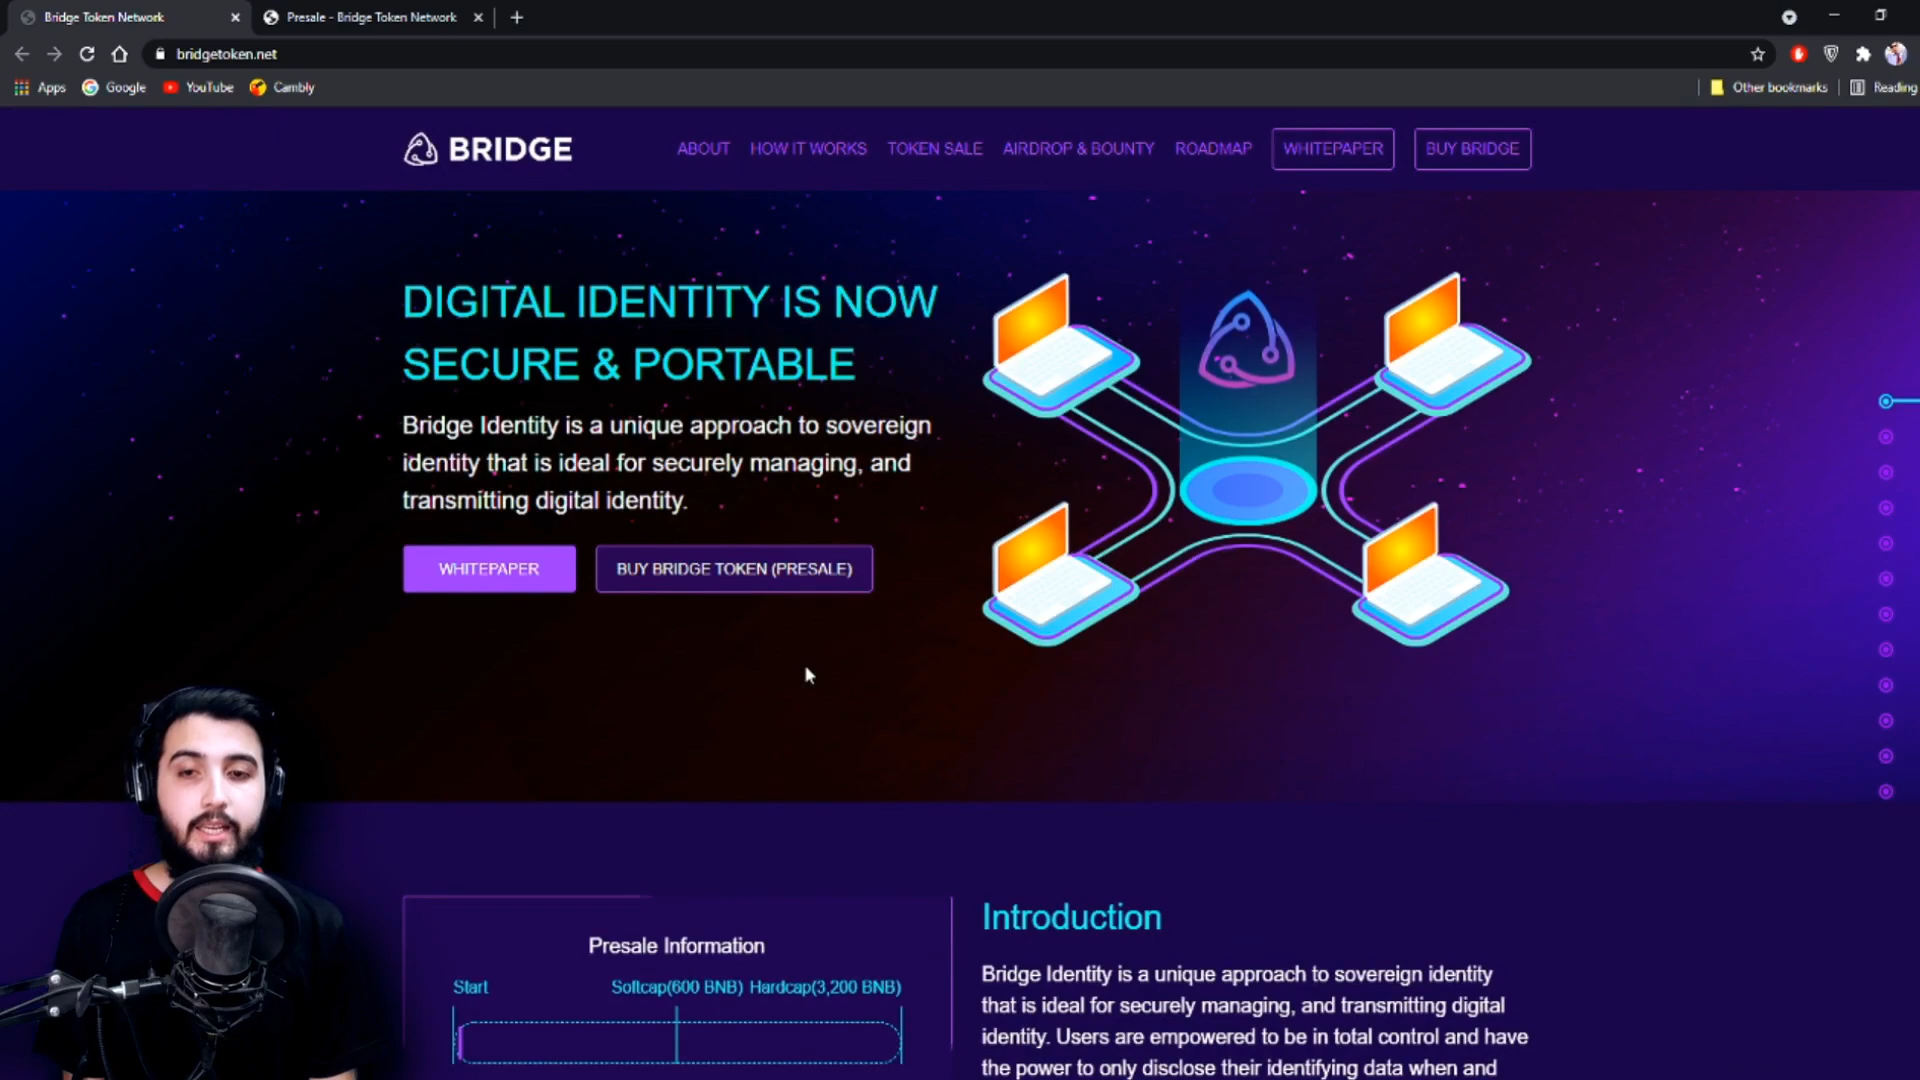 Bridge Token Network
Presale - Bridge Token Network
bridgetoken.net
Apps
Google
YouTube
Cambly
Other bookmarks
Reading
BRIDGE
ABOUT
HOW IT WORKS
TOKEN SALE
AIRDROP & BOUNTY
ROADMAP
WHITEPAPER
BUY BRIDGE
DIGITAL IDENTITY IS NOW
SECURE & PORTABLE
Bridge Identity is a unique approach to sovereign
identity that is ideal for securely managing, and
transmitting digital identity.
WHITEPAPER
BUY BRIDGE TOKEN (PRESALE)
Presale Information
Start
Softcap(600 BNB)
Hardcap(3,200 BNB)
Introduction
Bridge Identity is a unique approach to sovereign identity
that is ideal for securely managing, and transmitting digital
identity. Users are empowered to be in total control and have
the power to only disclose their identifying data when and